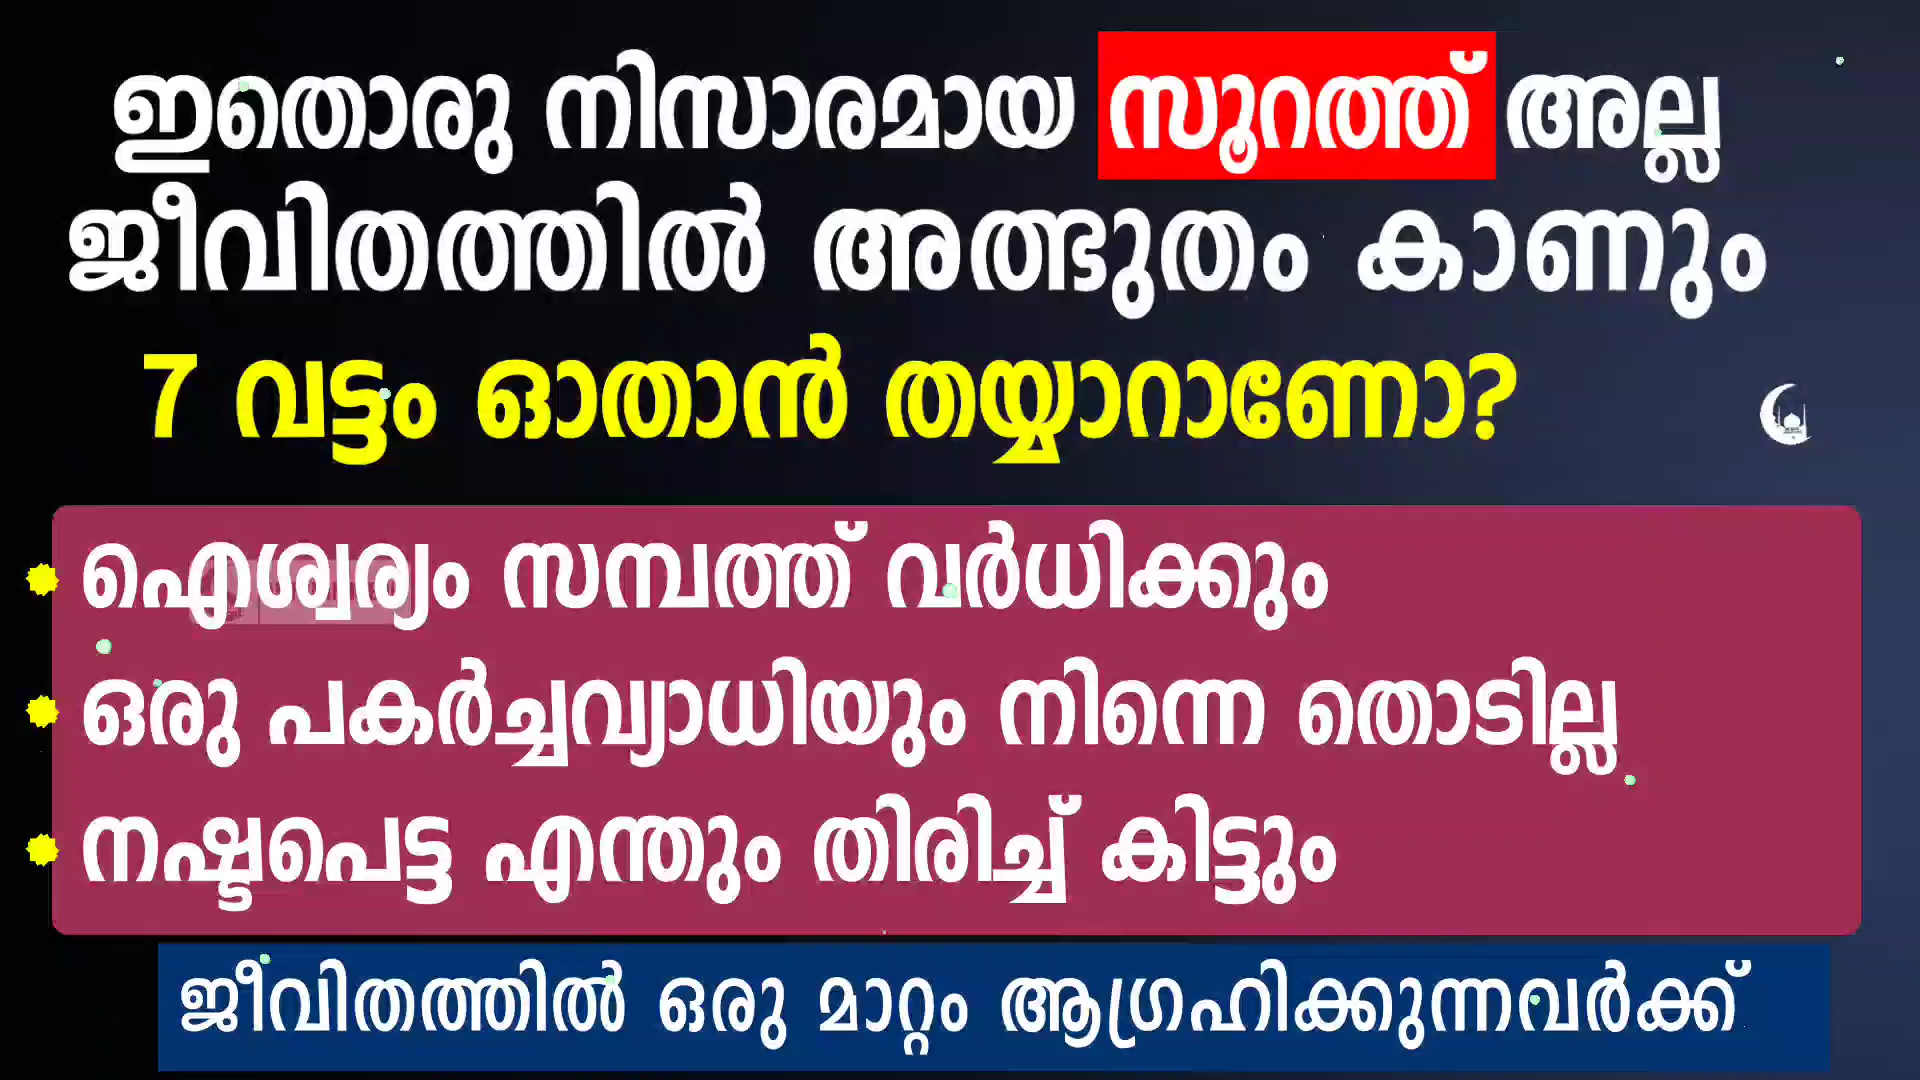 ഇതൊരു നിസാരമായ സൂറത്ത് അല്ല
ജീവിതത്തിൽ അത്ഭുതം കാണും
7 വട്ടം ഓതാൻ തയ്യാറാണോ?
ഐശ്വര്യം സമ്പത്ത് വർധിക്കും
ഒരു പകർച്ചവ്യാധിയും നിന്നെ തൊടില്ല
നഷ്ടപെട്ട എന്തും തിരിച്ച് കിട്ടും
ജീവിതത്തിൽ ഒരു മാറ്റം ആഗ്രഹിക്കുന്നവർക്ക്